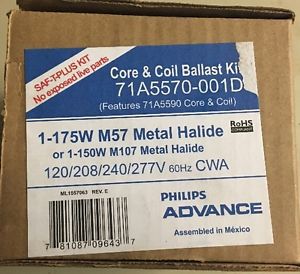 SAF-T-PLUS KIT
No exposed live parts
Core & Coil Ballast Kit
71A5570-001D
(Features 71A5590 Core & Coil)
1-175W M57 Metal Halide
or 1-150W M107 Metal Halide
RoHS
COMPLIANT
120/208/240/277V 60Hz CWA
ML1057063 REV. E
7 81087 09643 7
PHILIPS
ADVANCE
Assembled in México